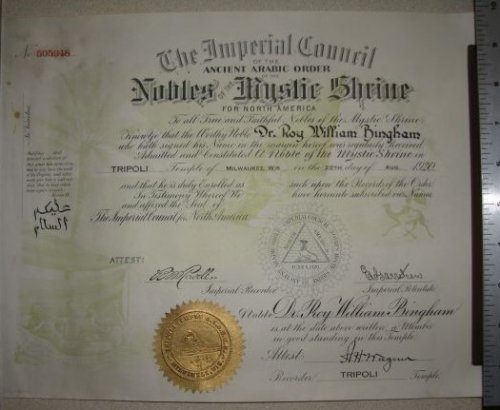 505948
The Imperial Council
OF THE
ANCIENT ARABIC ORDER
OF THE
Nobles OF THE Mystic Shrine
FOR NORTH AMERICA
To all True and Faithful Nobles of the Mystic Shrine
Know ye that the Worthy Noble Dr. Roy William Bingham
who hath signed his Name in the margin hereof was regularly Received
Admitted and Constituted A Noble of the Mystic Shrine in
TRIPOLI Temple of MILWAUKEE, WIS on the day of 1920
and that he is duly Enrolled as such upon the Records of the Order
In Testimony Whereof We have hereunto subscribed our Names
and affixed the Seal of
The Imperial Council for North America
ATTEST:
Imperial Recorder
Imperial Potentate
Noble Dr. Roy William Bingham
is at the date above written, a Member
in good standing in this Temple.
Attest:
Recorder TRIPOLI Temple.